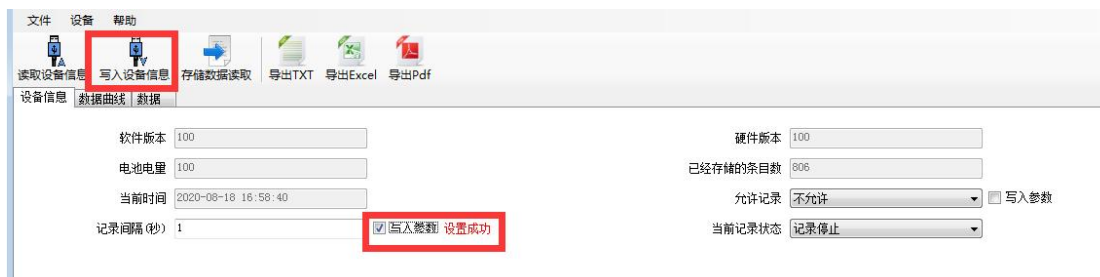 文件 设备 帮助
读取设备信息 写入设备信息 存储数据读取 导出TXT 导出Excel 导出Pdf
设备信息 数据曲线 数据
软件版本 100 硬件版本 100
电池电量 100 已经存储的条目数 806
当前时间 2020-08-18 16:58:40 允许记录 不允许 写入参数
记录间隔(秒) 1 写入参数 设置成功 当前记录状态 记录停止